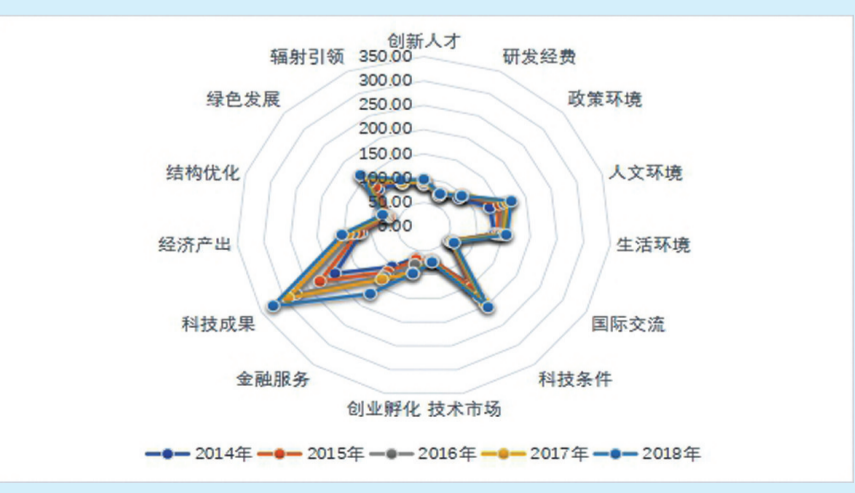 创新人才
350.00
300.00
250.00
200.00
150.00
100.00
50.00
0.00
研发经费
政策环境
人文环境
生活环境
国际交流
科技条件
技术市场
创业孵化
金融服务
科技成果
经济产出
结构优化
绿色发展
辐射引领
2014年 2015年 2016年 2017年 2018年